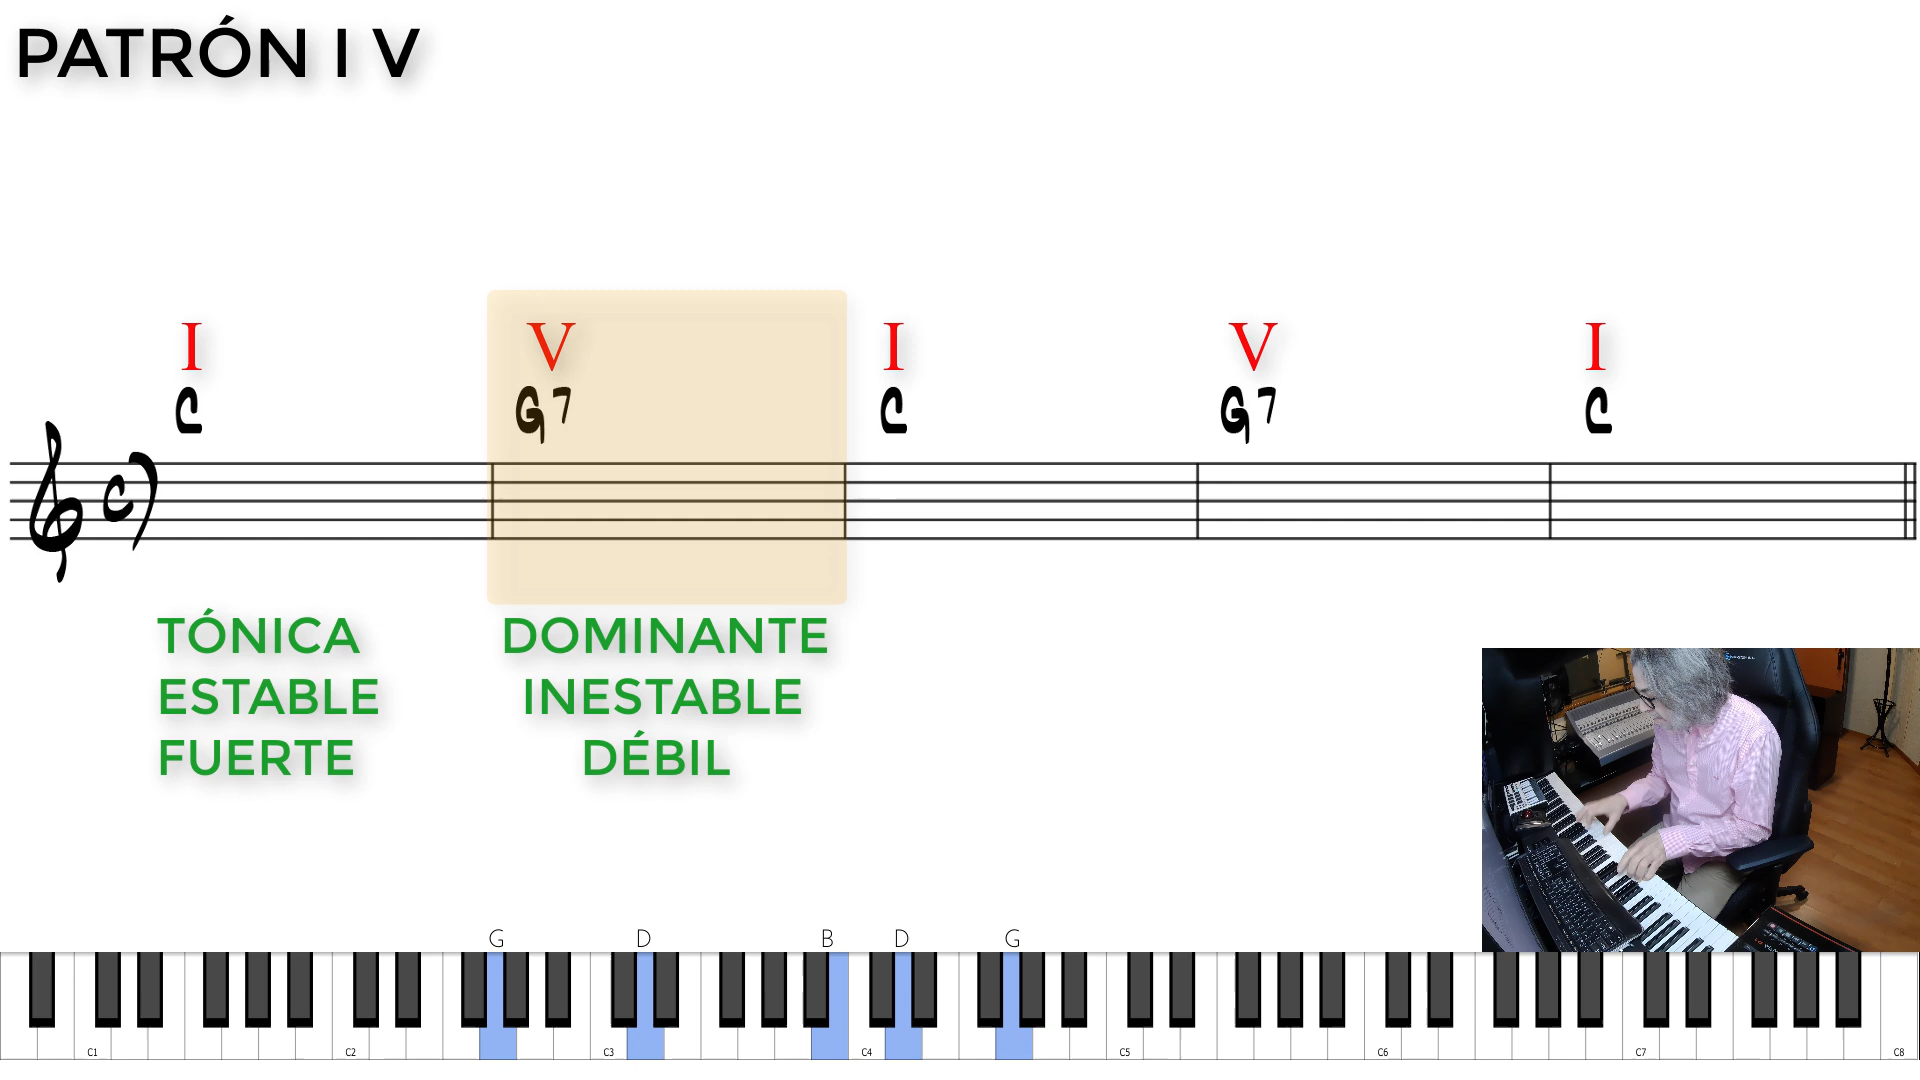 PATRÓN I V
I V I V I
C G7 C G7 C
TÓNICA DOMINANTE
ESTABLE INESTABLE
FUERTE DÉBIL
G D B D G
C1 C2 C3 C4 C5 C6 C7 C8